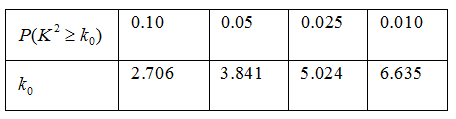 P(K² ≥ k₀) 0.10 0.05 0.025 0.010
k₀ 2.706 3.841 5.024 6.635